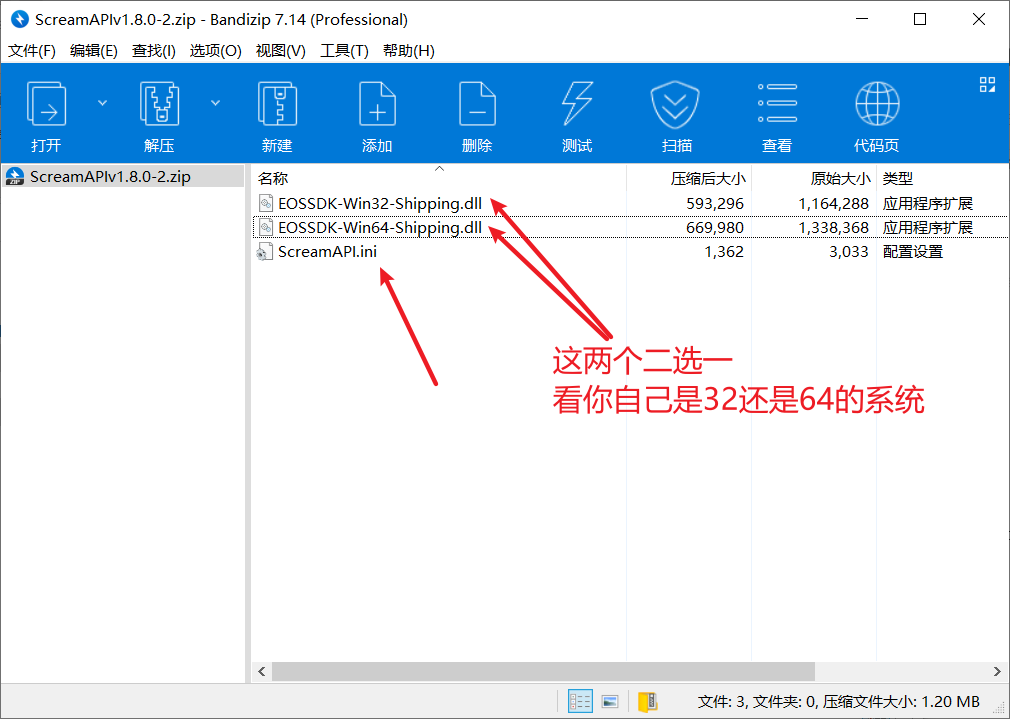 ScreamAPIv1.8.0-2.zip - Bandizip 7.14 (Professional)
文件(F) 编辑(E) 查找(I) 选项(O) 视图(V) 工具(T) 帮助(H)
打开 解压 新建 添加 删除 测试 扫描 查看 代码页
ScreamAPIv1.8.0-2.zip
名称 压缩后大小 原始大小 类型
EOSSDK-Win32-Shipping.dll 593,296 1,164,288 应用程序扩展
EOSSDK-Win64-Shipping.dll 669,980 1,338,368 应用程序扩展
ScreamAPI.ini 1,362 3,033 配置设置
这两个二选一
看你自己是32还是64的系统
文件: 3, 文件夹: 0, 压缩文件大小: 1.20 MB